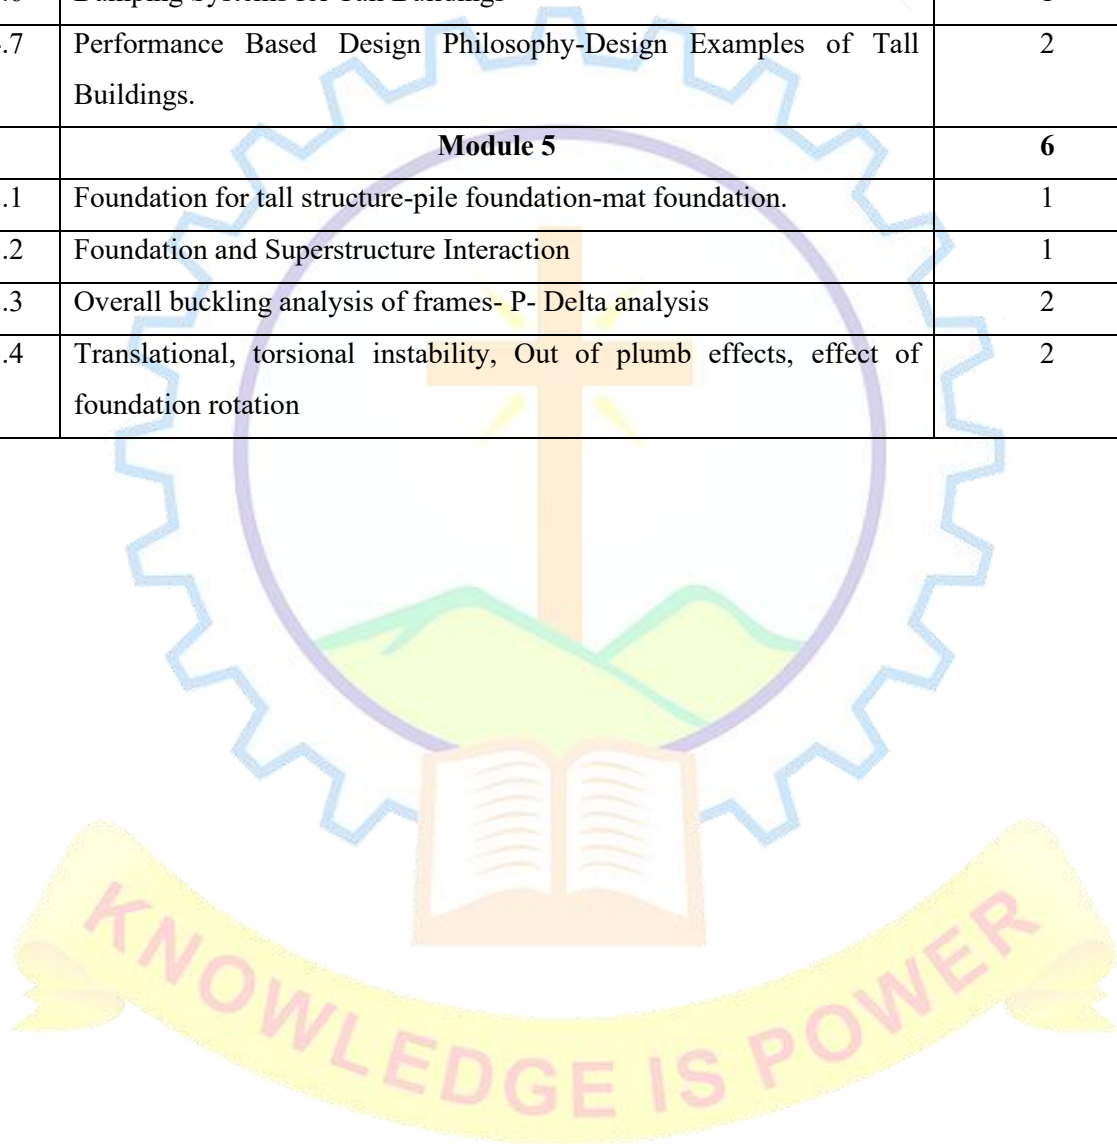 .7 Performance Based Design Philosophy-Design Examples of Tall 2
Buildings.
Module 5 6
.1 Foundation for tall structure-pile foundation-mat foundation. 1
.2 Foundation and Superstructure Interaction 1
.3 Overall buckling analysis of frames- P- Delta analysis 2
.4 Translational, torsional instability, Out of plumb effects, effect of 2
foundation rotation
KNOWLEDGE IS POWER